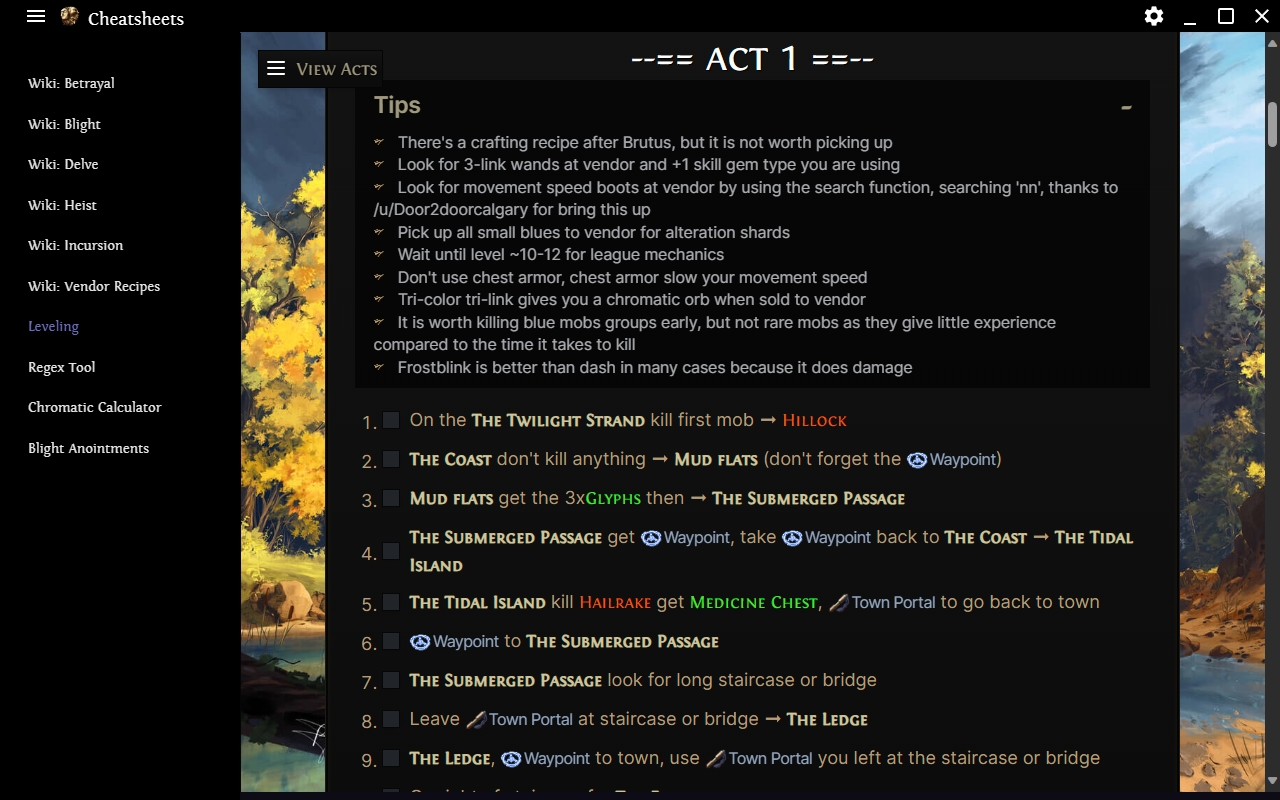 Cheatsheets
Wiki: Betrayal
Wiki: Blight
Wiki: Delve
Wiki: Heist
Wiki: Incursion
Wiki: Vendor Recipes
Leveling
Regex Tool
Chromatic Calculator
Blight Anointments
View Acts
--== ACT 1 ==--
Tips
There's a crafting recipe after Brutus, but it is not worth picking up
Look for 3-link wands at vendor and +1 skill gem type you are using
Look for movement speed boots at vendor by using the search function, searching 'nn', thanks to
/u/Door2doorcalgary for bring this up
Pick up all small blues to vendor for alteration shards
Wait until level ~10-12 for league mechanics
Don't use chest armor, chest armor slow your movement speed
Tri-color tri-link gives you a chromatic orb when sold to vendor
It is worth killing blue mobs groups early, but not rare mobs as they give little experience
compared to the time it takes to kill
Frostblink is better than dash in many cases because it does damage
1. On the The Twilight Strand kill first mob → Hillock
2. The Coast don't kill anything → Mud flats (don't forget the Waypoint)
3. Mud flats get the 3xGlyphs then → The Submerged Passage
4. The Submerged Passage get Waypoint, take Waypoint back to The Coast → The Tidal
Island
5. The Tidal Island kill Hailrake get Medicine Chest, Town Portal to go back to town
6. Waypoint to The Submerged Passage
7. The Submerged Passage look for long staircase or bridge
8. Leave Town Portal at staircase or bridge → The Ledge
9. The Ledge, Waypoint to town, use Town Portal you left at the staircase or bridge